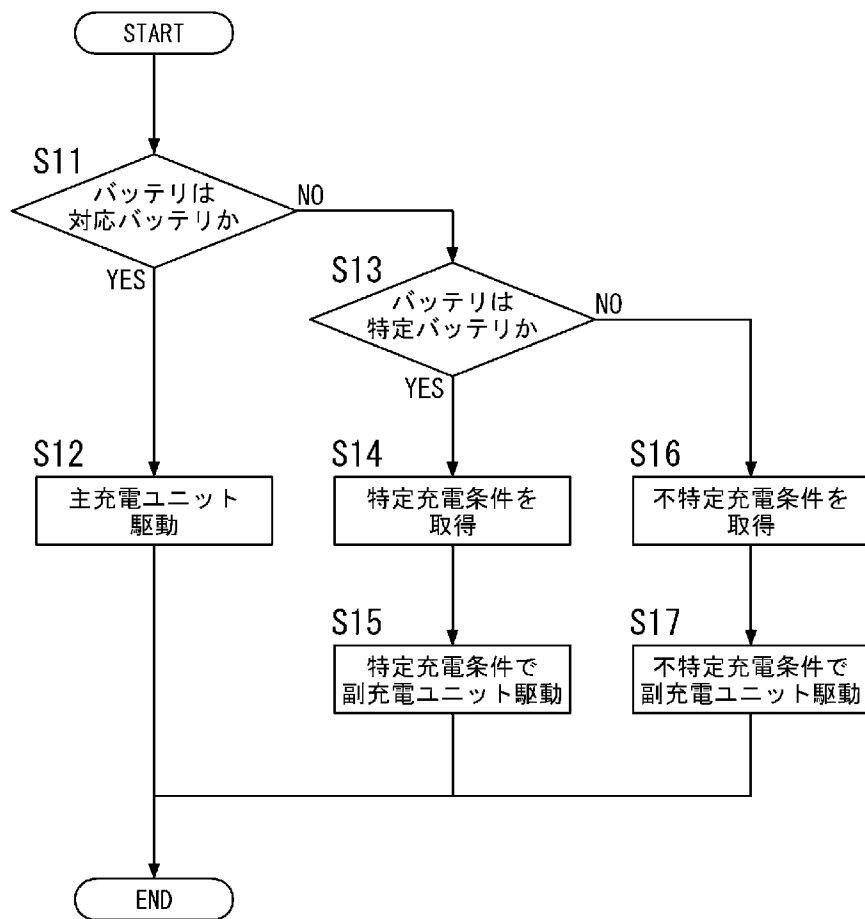 START
S11
バッテリは
対応バッテリか
NO
YES
S13
バッテリは
特定バッテリか
NO
YES
S12
主充電ユニット
駆動
S14
特定充電条件を
取得
S16
不特定充電条件を
取得
S15
特定充電条件で
副充電ユニット駆動
S17
不特定充電条件で
副充電ユニット駆動
END